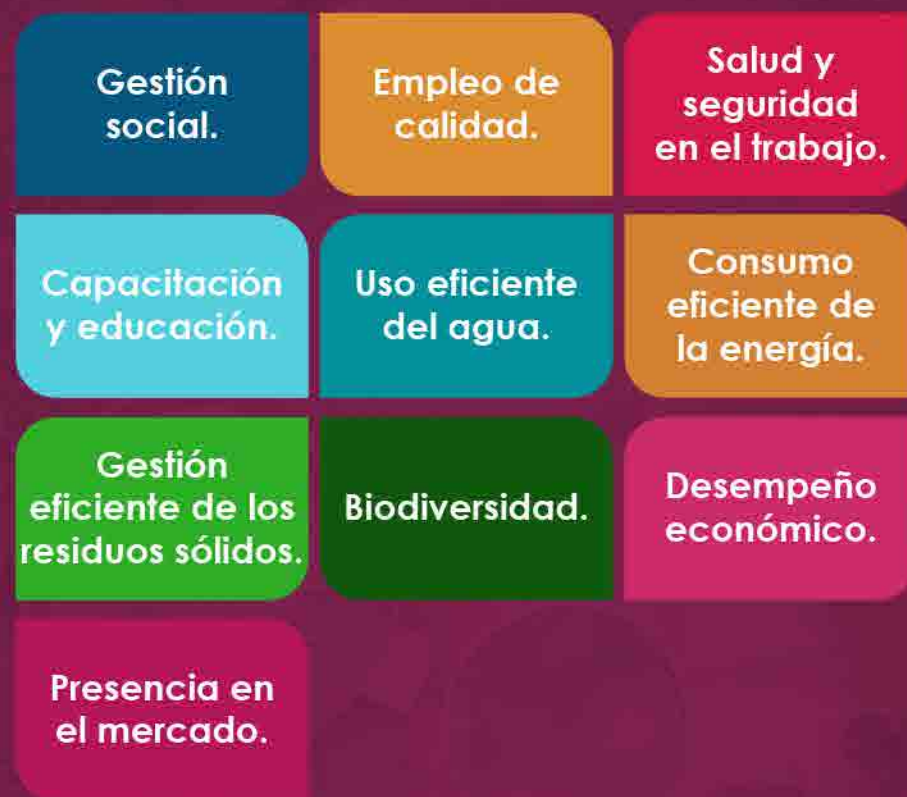 Gestión
social.
Empleo de
calidad.
Salud y
seguridad
en el trabajo.
Capacitación
y educación.
Uso eficiente
del agua.
Consumo
eficiente de
la energía.
Gestión
eficiente de los
residuos sólidos.
Biodiversidad.
Desempeño
económico.
Presencia en
el mercado.